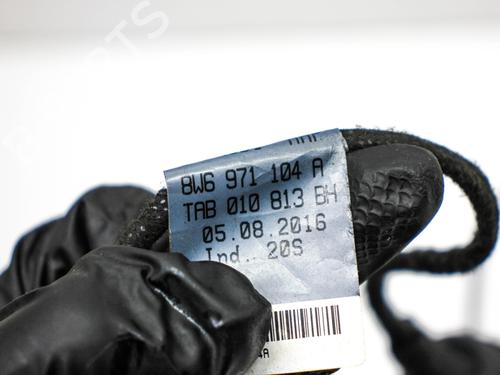 8W6 971 104 A
TAB 010 813 BH
05.08.2016
Ind.. 20S